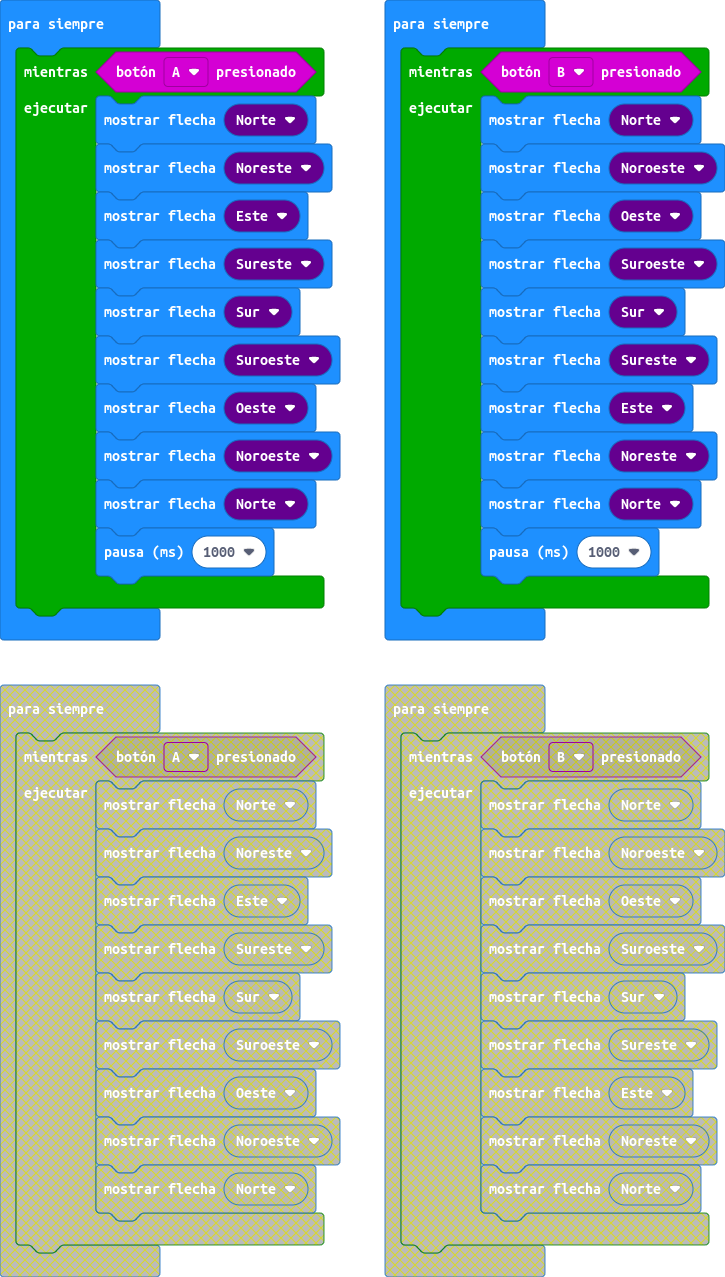 para siempre
mientras botón A presionado
ejecutar
mostrar flecha Norte
mostrar flecha Noreste
mostrar flecha Este
mostrar flecha Sureste
mostrar flecha Sur
mostrar flecha Suroeste
mostrar flecha Oeste
mostrar flecha Noroeste
mostrar flecha Norte
pausa (ms) 1000
para siempre
mientras botón B presionado
ejecutar
mostrar flecha Norte
mostrar flecha Noroeste
mostrar flecha Oeste
mostrar flecha Suroeste
mostrar flecha Sur
mostrar flecha Sureste
mostrar flecha Este
mostrar flecha Noreste
mostrar flecha Norte
pausa (ms) 1000
para siempre
mientras botón A presionado
ejecutar
mostrar flecha Norte
mostrar flecha Noreste
mostrar flecha Este
mostrar flecha Sureste
mostrar flecha Sur
mostrar flecha Suroeste
mostrar flecha Oeste
mostrar flecha Noroeste
mostrar flecha Norte
para siempre
mientras botón B presionado
ejecutar
mostrar flecha Norte
mostrar flecha Noroeste
mostrar flecha Oeste
mostrar flecha Suroeste
mostrar flecha Sur
mostrar flecha Sureste
mostrar flecha Este
mostrar flecha Noreste
mostrar flecha Norte